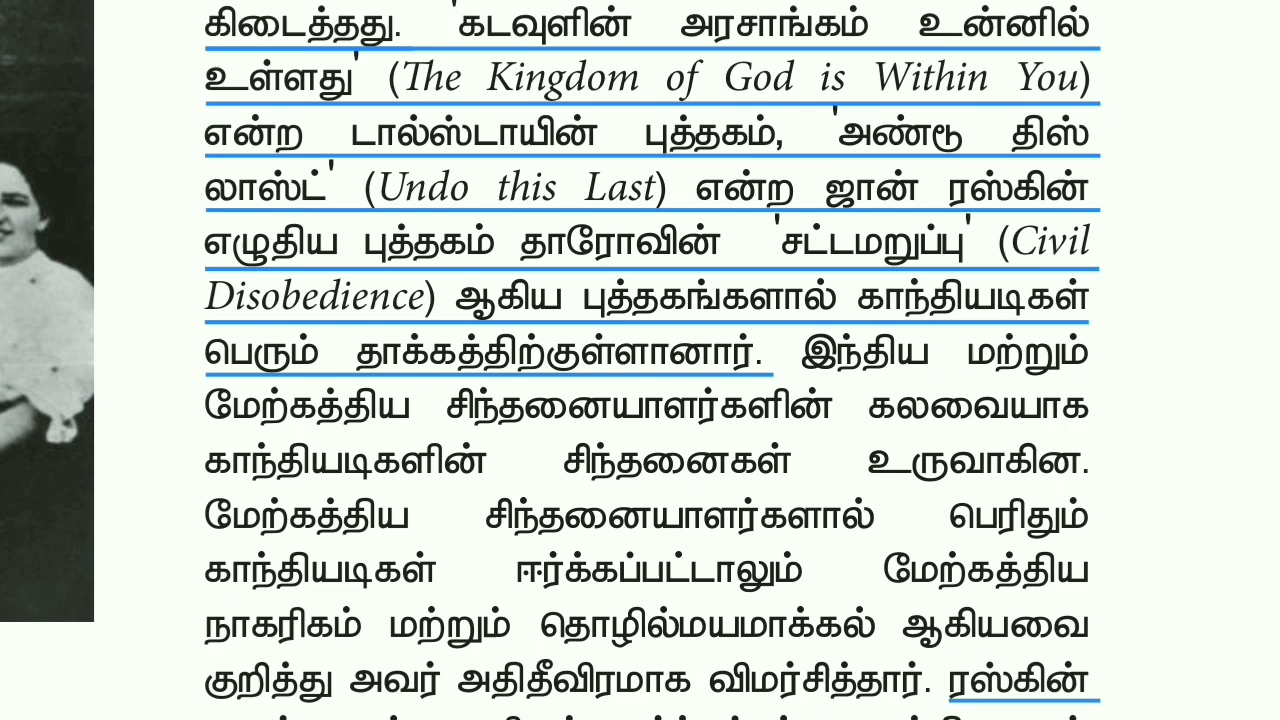 கிடைத்தது. 'கடவுளின் அரசாங்கம் உன்னில்
உள்ளது' (The Kingdom of God is Within You)
என்ற டால்ஸ்டாயின் புத்தகம், 'அண்டூ திஸ்
லாஸ்ட்' (Undo this Last) என்ற ஜான் ரஸ்கின்
எழுதிய புத்தகம் தாரோவின் 'சட்டமறுப்பு' (Civil
Disobedience) ஆகிய புத்தகங்களால் காந்தியடிகள்
பெரும் தாக்கத்திற்குள்ளானார். இந்திய மற்றும்
மேற்கத்திய சிந்தனையாளர்களின் கலவையாக
காந்தியடிகளின் சிந்தனைகள் உருவாகின.
மேற்கத்திய சிந்தனையாளர்களால் பெரிதும்
காந்தியடிகள் ஈர்க்கப்பட்டாலும் மேற்கத்திய
நாகரிகம் மற்றும் தொழில்மயமாக்கல் ஆகியவை
குறித்து அவர் அதிதீவிரமாக விமர்சித்தார். ரஸ்கின்